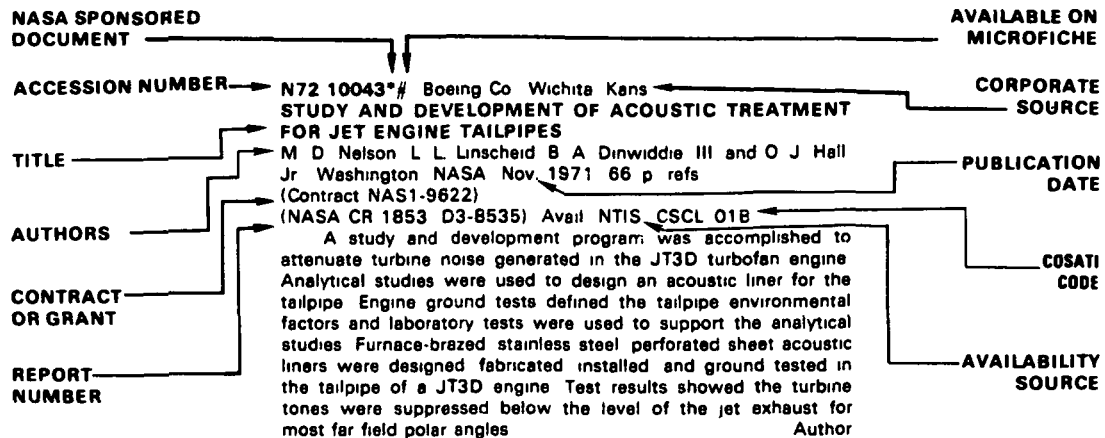 NASA SPONSORED
DOCUMENT
AVAILABLE ON
MICROFICHE
ACCESSION NUMBER
N72 10043*# Boeing Co Wichita Kans
CORPORATE
SOURCE
STUDY AND DEVELOPMENT OF ACOUSTIC TREATMENT
FOR JET ENGINE TAILPIPES
TITLE
M D Nelson L L. Linscheid B A Dinwiddie III and O J Hall
Jr Washington NASA Nov. 1971 66 p refs
PUBLICATION
DATE
(Contract NAS1-9622)
(NASA CR 1853 D3-8535) Avail NTIS CSCL 01B
AUTHORS
A study and development program was accomplished to
attenuate turbine noise generated in the JT3D turbofan engine
COSATI
CODE
Analytical studies were used to design an acoustic liner for the
CONTRACT
OR GRANT
tailpipe Engine ground tests defined the tailpipe environmental
factors and laboratory tests were used to support the analytical
studies Furnace-brazed stainless steel perforated sheet acoustic
liners were designed fabricated installed and ground tested in
AVAILABILITY
SOURCE
REPORT
NUMBER
the tailpipe of a JT3D engine Test results showed the turbine
tones were suppressed below the level of the jet exhaust for
most far field polar angles Author